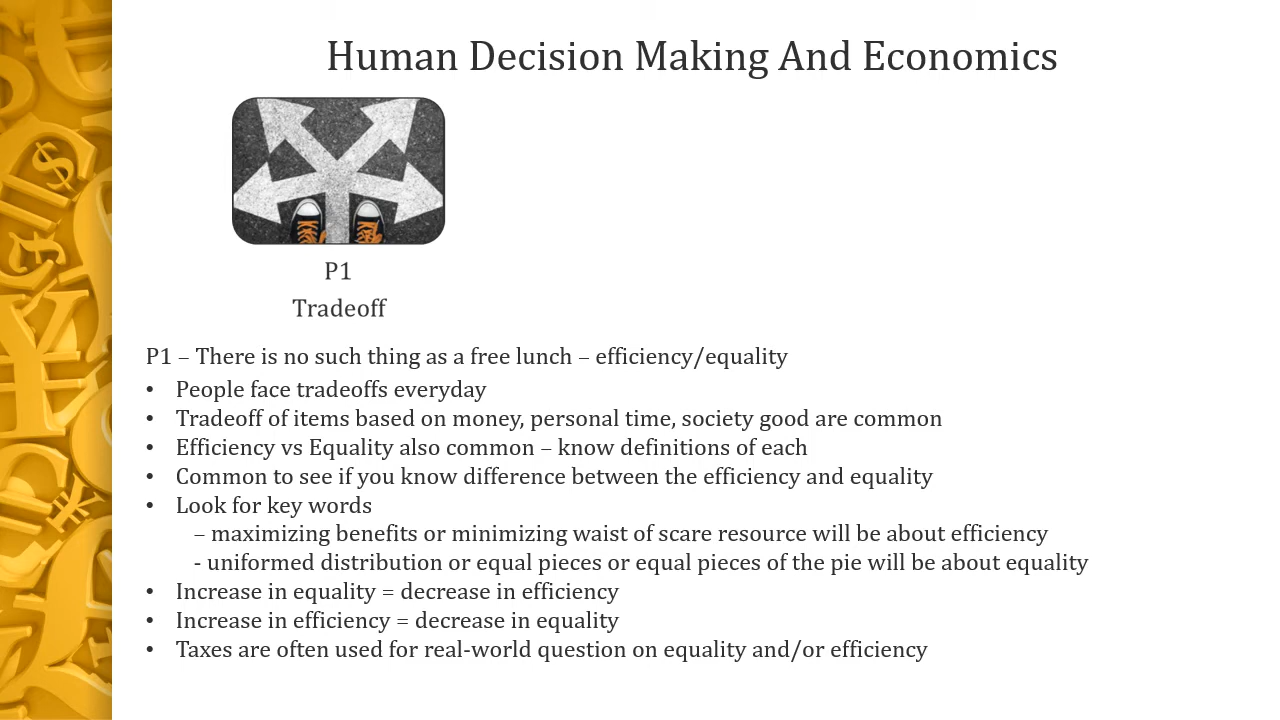 Human Decision Making And Economics
P1
Tradeoff
P1 – There is no such thing as a free lunch – efficiency/equality
• People face tradeoffs everyday
• Tradeoff of items based on money, personal time, society good are common
• Efficiency vs Equality also common – know definitions of each
• Common to see if you know difference between the efficiency and equality
• Look for key words
– maximizing benefits or minimizing waist of scare resource will be about efficiency
- uniformed distribution or equal pieces or equal pieces of the pie will be about equality
• Increase in equality = decrease in efficiency
• Increase in efficiency = decrease in equality
• Taxes are often used for real-world question on equality and/or efficiency